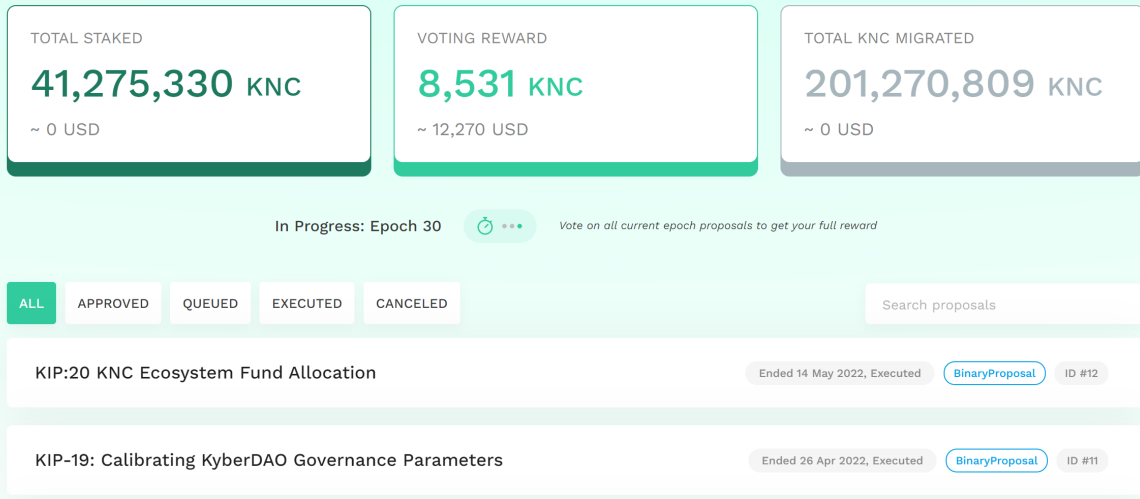 TOTAL STAKED
41,275,330 KNC
~ 0 USD
VOTING REWARD
8,531 KNC
~ 12,270 USD
TOTAL KNC MIGRATED
201,270,809 KNC
~ 0 USD
In Progress: Epoch 30
Vote on all current epoch proposals to get your full reward
ALL APPROVED QUEUED EXECUTED CANCELED Search proposals
KIP:20 KNC Ecosystem Fund Allocation Ended 14 May 2022, Executed BinaryProposal ID #12
KIP-19: Calibrating KyberDAO Governance Parameters Ended 26 Apr 2022, Executed BinaryProposal ID #11